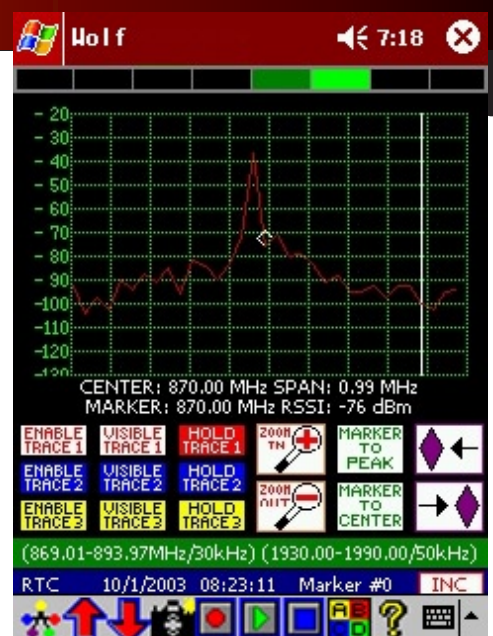 Wolf 7:18
- 20
- 30
- 40
- 50
- 60
- 70
- 80
- 90
-100
-110
-120
-130
CENTER: 870.00 MHz SPAN: 0.99 MHz
MARKER: 870.00 MHz RSSI: -76 dBm
ENABLE TRACE 1
VISIBLE TRACE 1
HOLD TRACE 1
ZOOM IN
MARKER TO PEAK
ENABLE TRACE 2
VISIBLE TRACE 2
HOLD TRACE 2
ENABLE TRACE 3
VISIBLE TRACE 3
HOLD TRACE 3
ZOOM OUT
MARKER TO CENTER
(869.01-893.97MHz/30kHz) (1930.00-1990.00/50kHz)
RTC 10/1/2003 08:23:11 Marker #0 INC
A B D ?